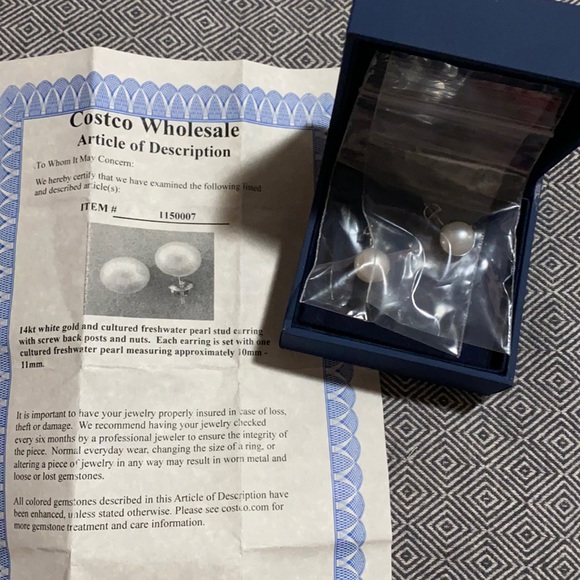 Costco Wholesale
Article of Description
To Whom It May Concern:
We hereby certify that we have examined the following listed
and described article(s):
ITEM # 1150007
14kt white gold and cultured freshwater pearl stud earring
with screw back posts and nuts. Each earring is set with one
cultured freshwater pearl measuring approximately 10mm -
11mm.
It is important to have your jewelry properly insured in case of loss,
theft or damage. We recommend having your jewelry checked
every six months by a professional jeweler to ensure the integrity of
the piece. Normal everyday wear, changing the size of a ring, or
altering a piece of jewelry in any way may result in worn metal and
loose or lost gemstones.
All colored gemstones described in this Article of Description have
been enhanced, unless stated otherwise. Please see costco.com for
more gemstone treatment and care information.